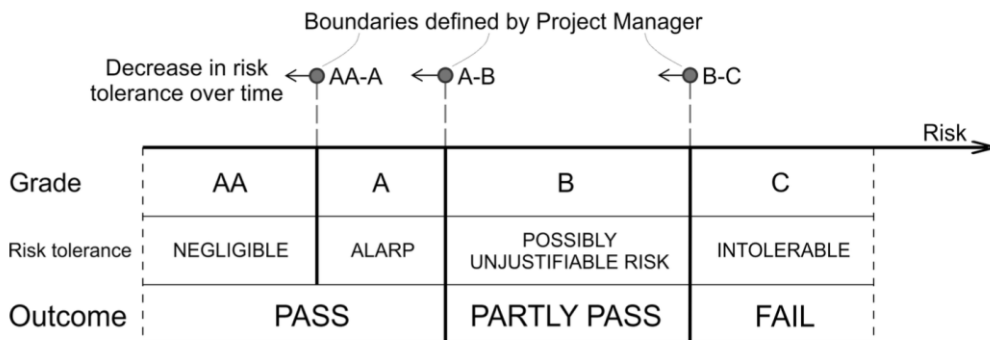 Boundaries defined by Project Manager
Decrease in risk
tolerance over time
AA-A
A-B
B-C
Risk
Grade
AA
A
B
C
Risk tolerance
NEGLIGIBLE
ALARP
POSSIBLY
UNJUSTIFIABLE RISK
INTOLERABLE
Outcome
PASS
PARTLY PASS
FAIL